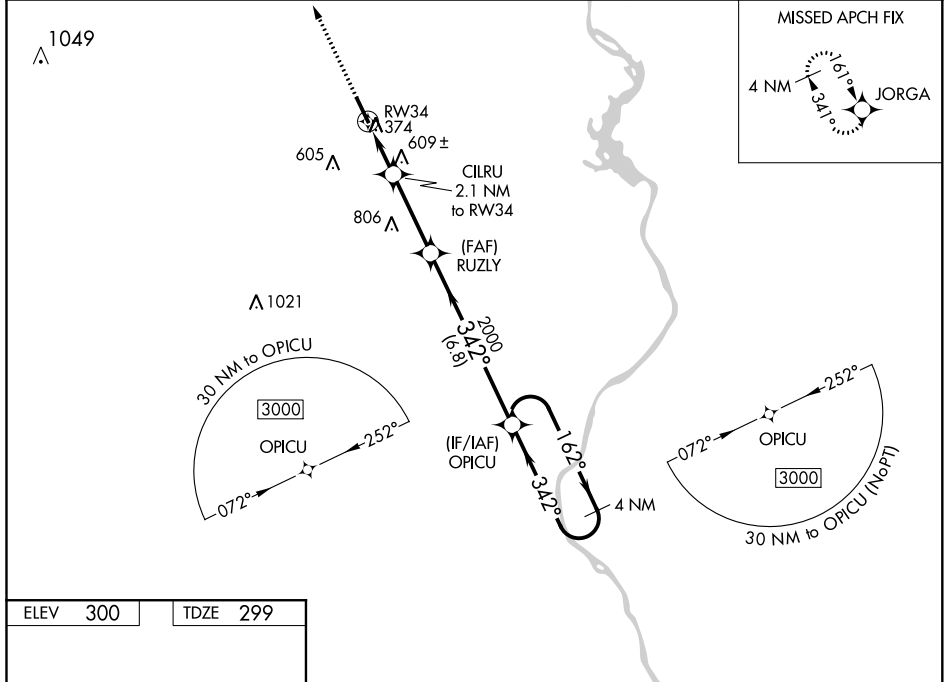 1049
MISSED APCH FIX
4 NM
161°
341°
JORGA
RW34
374
609 ±
605
CILRU
2.1 NM
to RW34
806
(FAF)
RUZLY
1021
2000
342°
(6.8)
30 NM to OPICU
3000
OPICU
252°
072°
(IF/IAF)
OPICU
162°
342°
4 NM
252°
072°
OPICU
3000
30 NM to OPICU (NoPT)
ELEV 300
TDZE 299